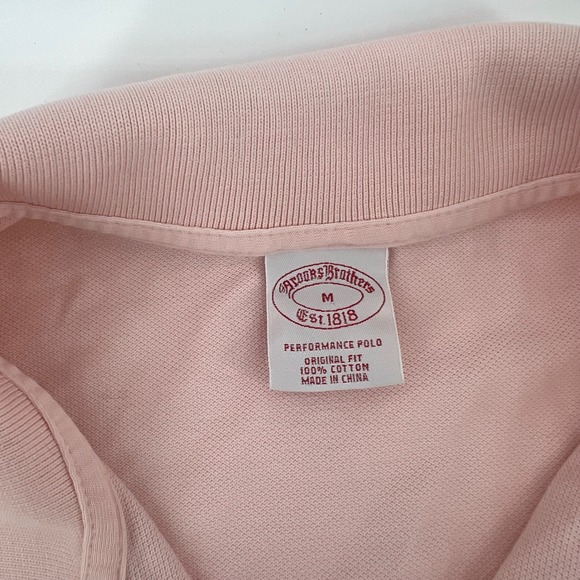 Brooks Brothers
M
Est. 1818
PERFORMANCE POLO
ORIGINAL FIT
100% COTTON
MADE IN CHINA